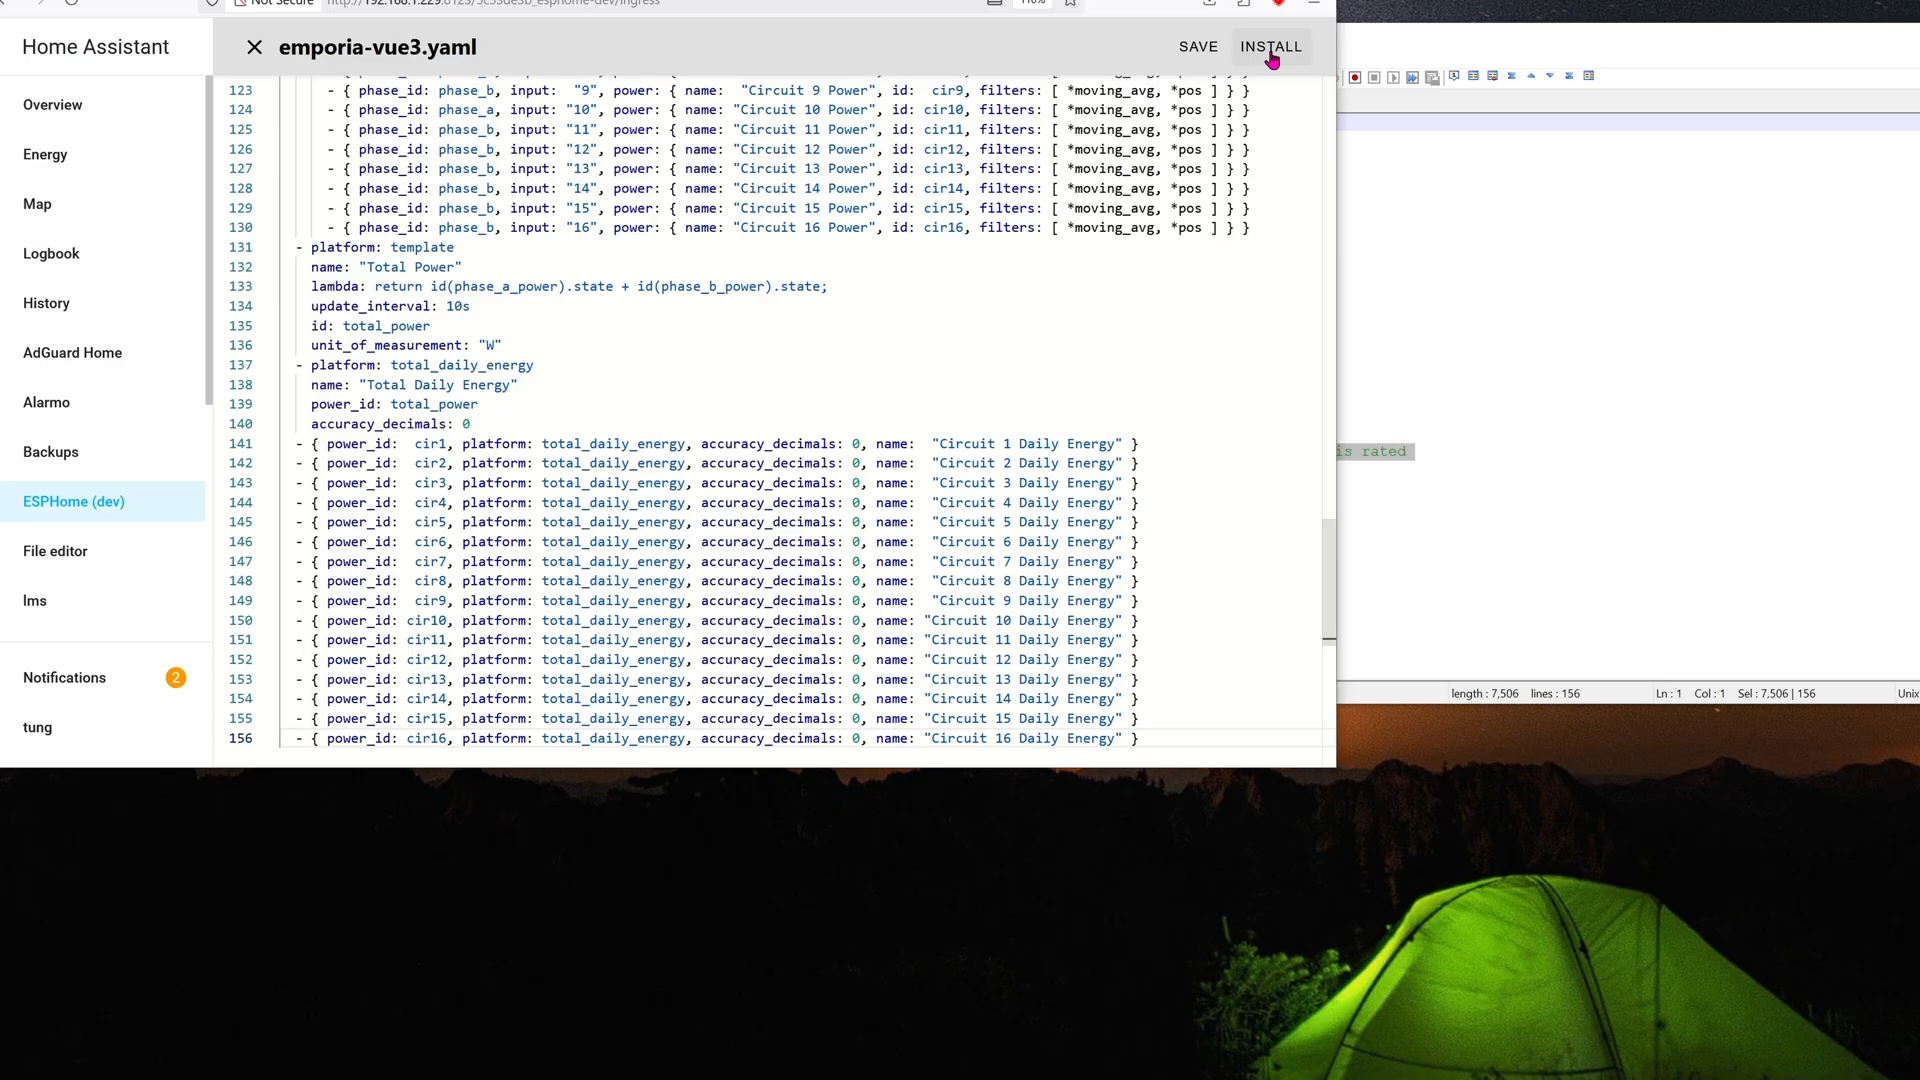 Not Secure
http://192.168.1.229:8123/5c53de3b_esphome-dev/ingress
110%
Home Assistant
emporia-vue3.yaml
SAVE
INSTALL
Overview
Energy
Map
Logbook
History
AdGuard Home
Alarmo
Backups
ESPHome (dev)
File editor
lms
Notifications
2
tung
123 - { phase_id: phase_b, input:  "9", power: { name:  "Circuit 9 Power", id:  cir9, filters: [ *moving_avg, *pos ] } }
124 - { phase_id: phase_a, input: "10", power: { name: "Circuit 10 Power", id: cir10, filters: [ *moving_avg, *pos ] } }
125 - { phase_id: phase_b, input: "11", power: { name: "Circuit 11 Power", id: cir11, filters: [ *moving_avg, *pos ] } }
126 - { phase_id: phase_b, input: "12", power: { name: "Circuit 12 Power", id: cir12, filters: [ *moving_avg, *pos ] } }
127 - { phase_id: phase_b, input: "13", power: { name: "Circuit 13 Power", id: cir13, filters: [ *moving_avg, *pos ] } }
128 - { phase_id: phase_b, input: "14", power: { name: "Circuit 14 Power", id: cir14, filters: [ *moving_avg, *pos ] } }
129 - { phase_id: phase_b, input: "15", power: { name: "Circuit 15 Power", id: cir15, filters: [ *moving_avg, *pos ] } }
130 - { phase_id: phase_b, input: "16", power: { name: "Circuit 16 Power", id: cir16, filters: [ *moving_avg, *pos ] } }
131 - platform: template
132 name: "Total Power"
133 lambda: return id(phase_a_power).state + id(phase_b_power).state;
134 update_interval: 10s
135 id: total_power
136 unit_of_measurement: "W"
137 - platform: total_daily_energy
138 name: "Total Daily Energy"
139 power_id: total_power
140 accuracy_decimals: 0
141 - { power_id:  cir1, platform: total_daily_energy, accuracy_decimals: 0, name:  "Circuit 1 Daily Energy" }
142 - { power_id:  cir2, platform: total_daily_energy, accuracy_decimals: 0, name:  "Circuit 2 Daily Energy" }
143 - { power_id:  cir3, platform: total_daily_energy, accuracy_decimals: 0, name:  "Circuit 3 Daily Energy" }
144 - { power_id:  cir4, platform: total_daily_energy, accuracy_decimals: 0, name:  "Circuit 4 Daily Energy" }
145 - { power_id:  cir5, platform: total_daily_energy, accuracy_decimals: 0, name:  "Circuit 5 Daily Energy" }
146 - { power_id:  cir6, platform: total_daily_energy, accuracy_decimals: 0, name:  "Circuit 6 Daily Energy" }
147 - { power_id:  cir7, platform: total_daily_energy, accuracy_decimals: 0, name:  "Circuit 7 Daily Energy" }
148 - { power_id:  cir8, platform: total_daily_energy, accuracy_decimals: 0, name:  "Circuit 8 Daily Energy" }
149 - { power_id:  cir9, platform: total_daily_energy, accuracy_decimals: 0, name:  "Circuit 9 Daily Energy" }
150 - { power_id: cir10, platform: total_daily_energy, accuracy_decimals: 0, name: "Circuit 10 Daily Energy" }
151 - { power_id: cir11, platform: total_daily_energy, accuracy_decimals: 0, name: "Circuit 11 Daily Energy" }
152 - { power_id: cir12, platform: total_daily_energy, accuracy_decimals: 0, name: "Circuit 12 Daily Energy" }
153 - { power_id: cir13, platform: total_daily_energy, accuracy_decimals: 0, name: "Circuit 13 Daily Energy" }
154 - { power_id: cir14, platform: total_daily_energy, accuracy_decimals: 0, name: "Circuit 14 Daily Energy" }
155 - { power_id: cir15, platform: total_daily_energy, accuracy_decimals: 0, name: "Circuit 15 Daily Energy" }
156 - { power_id: cir16, platform: total_daily_energy, accuracy_decimals: 0, name: "Circuit 16 Daily Energy" }
is rated
length : 7,506 lines : 156
Ln : 1 Col : 1 Sel : 7,506 | 156
Unix